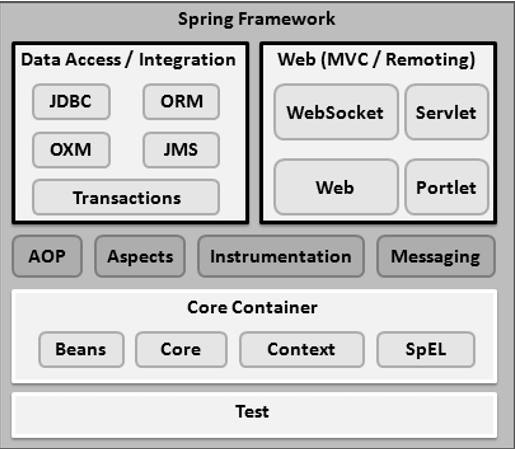 Spring Framework
Data Access / Integration
JDBC
ORM
OXM
JMS
Transactions
Web (MVC / Remoting)
WebSocket
Servlet
Web
Portlet
AOP
Aspects
Instrumentation
Messaging
Core Container
Beans
Core
Context
SpEL
Test